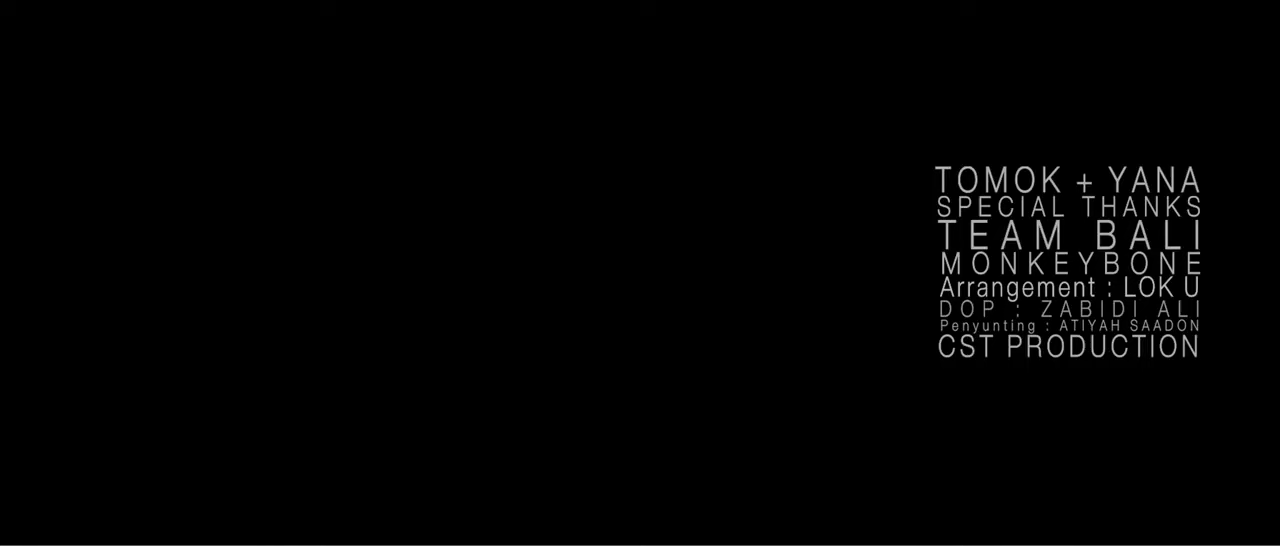 TOMOK + YANA
SPECIAL THANKS
TEAM BALI
MONKEYBONE
Arrangement : LOK U
DOP : ZABIDI ALI
Penyunting : ATIYAH SAADON
CST PRODUCTION